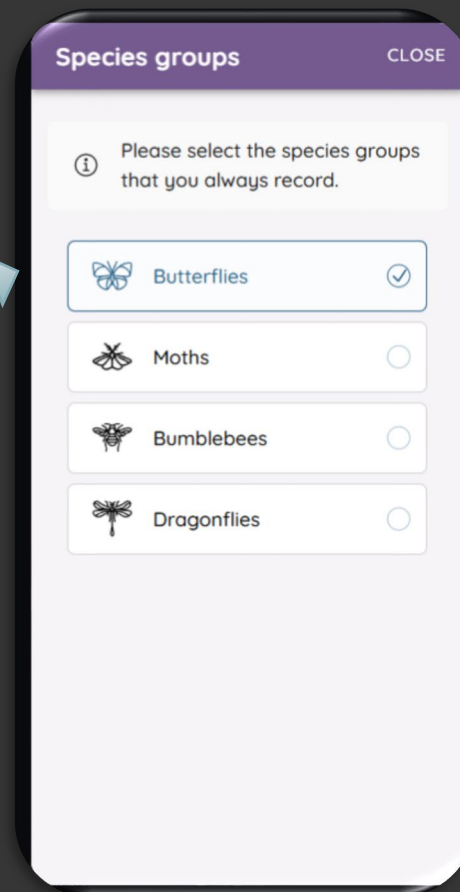 Species groups CLOSE
Please select the species groups
that you always record.
Butterflies
Moths
Bumblebees
Dragonflies